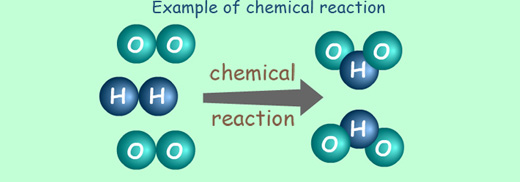 Example of chemical reaction
O O
O O
H
H H
chemical
reaction
H
O O
O O